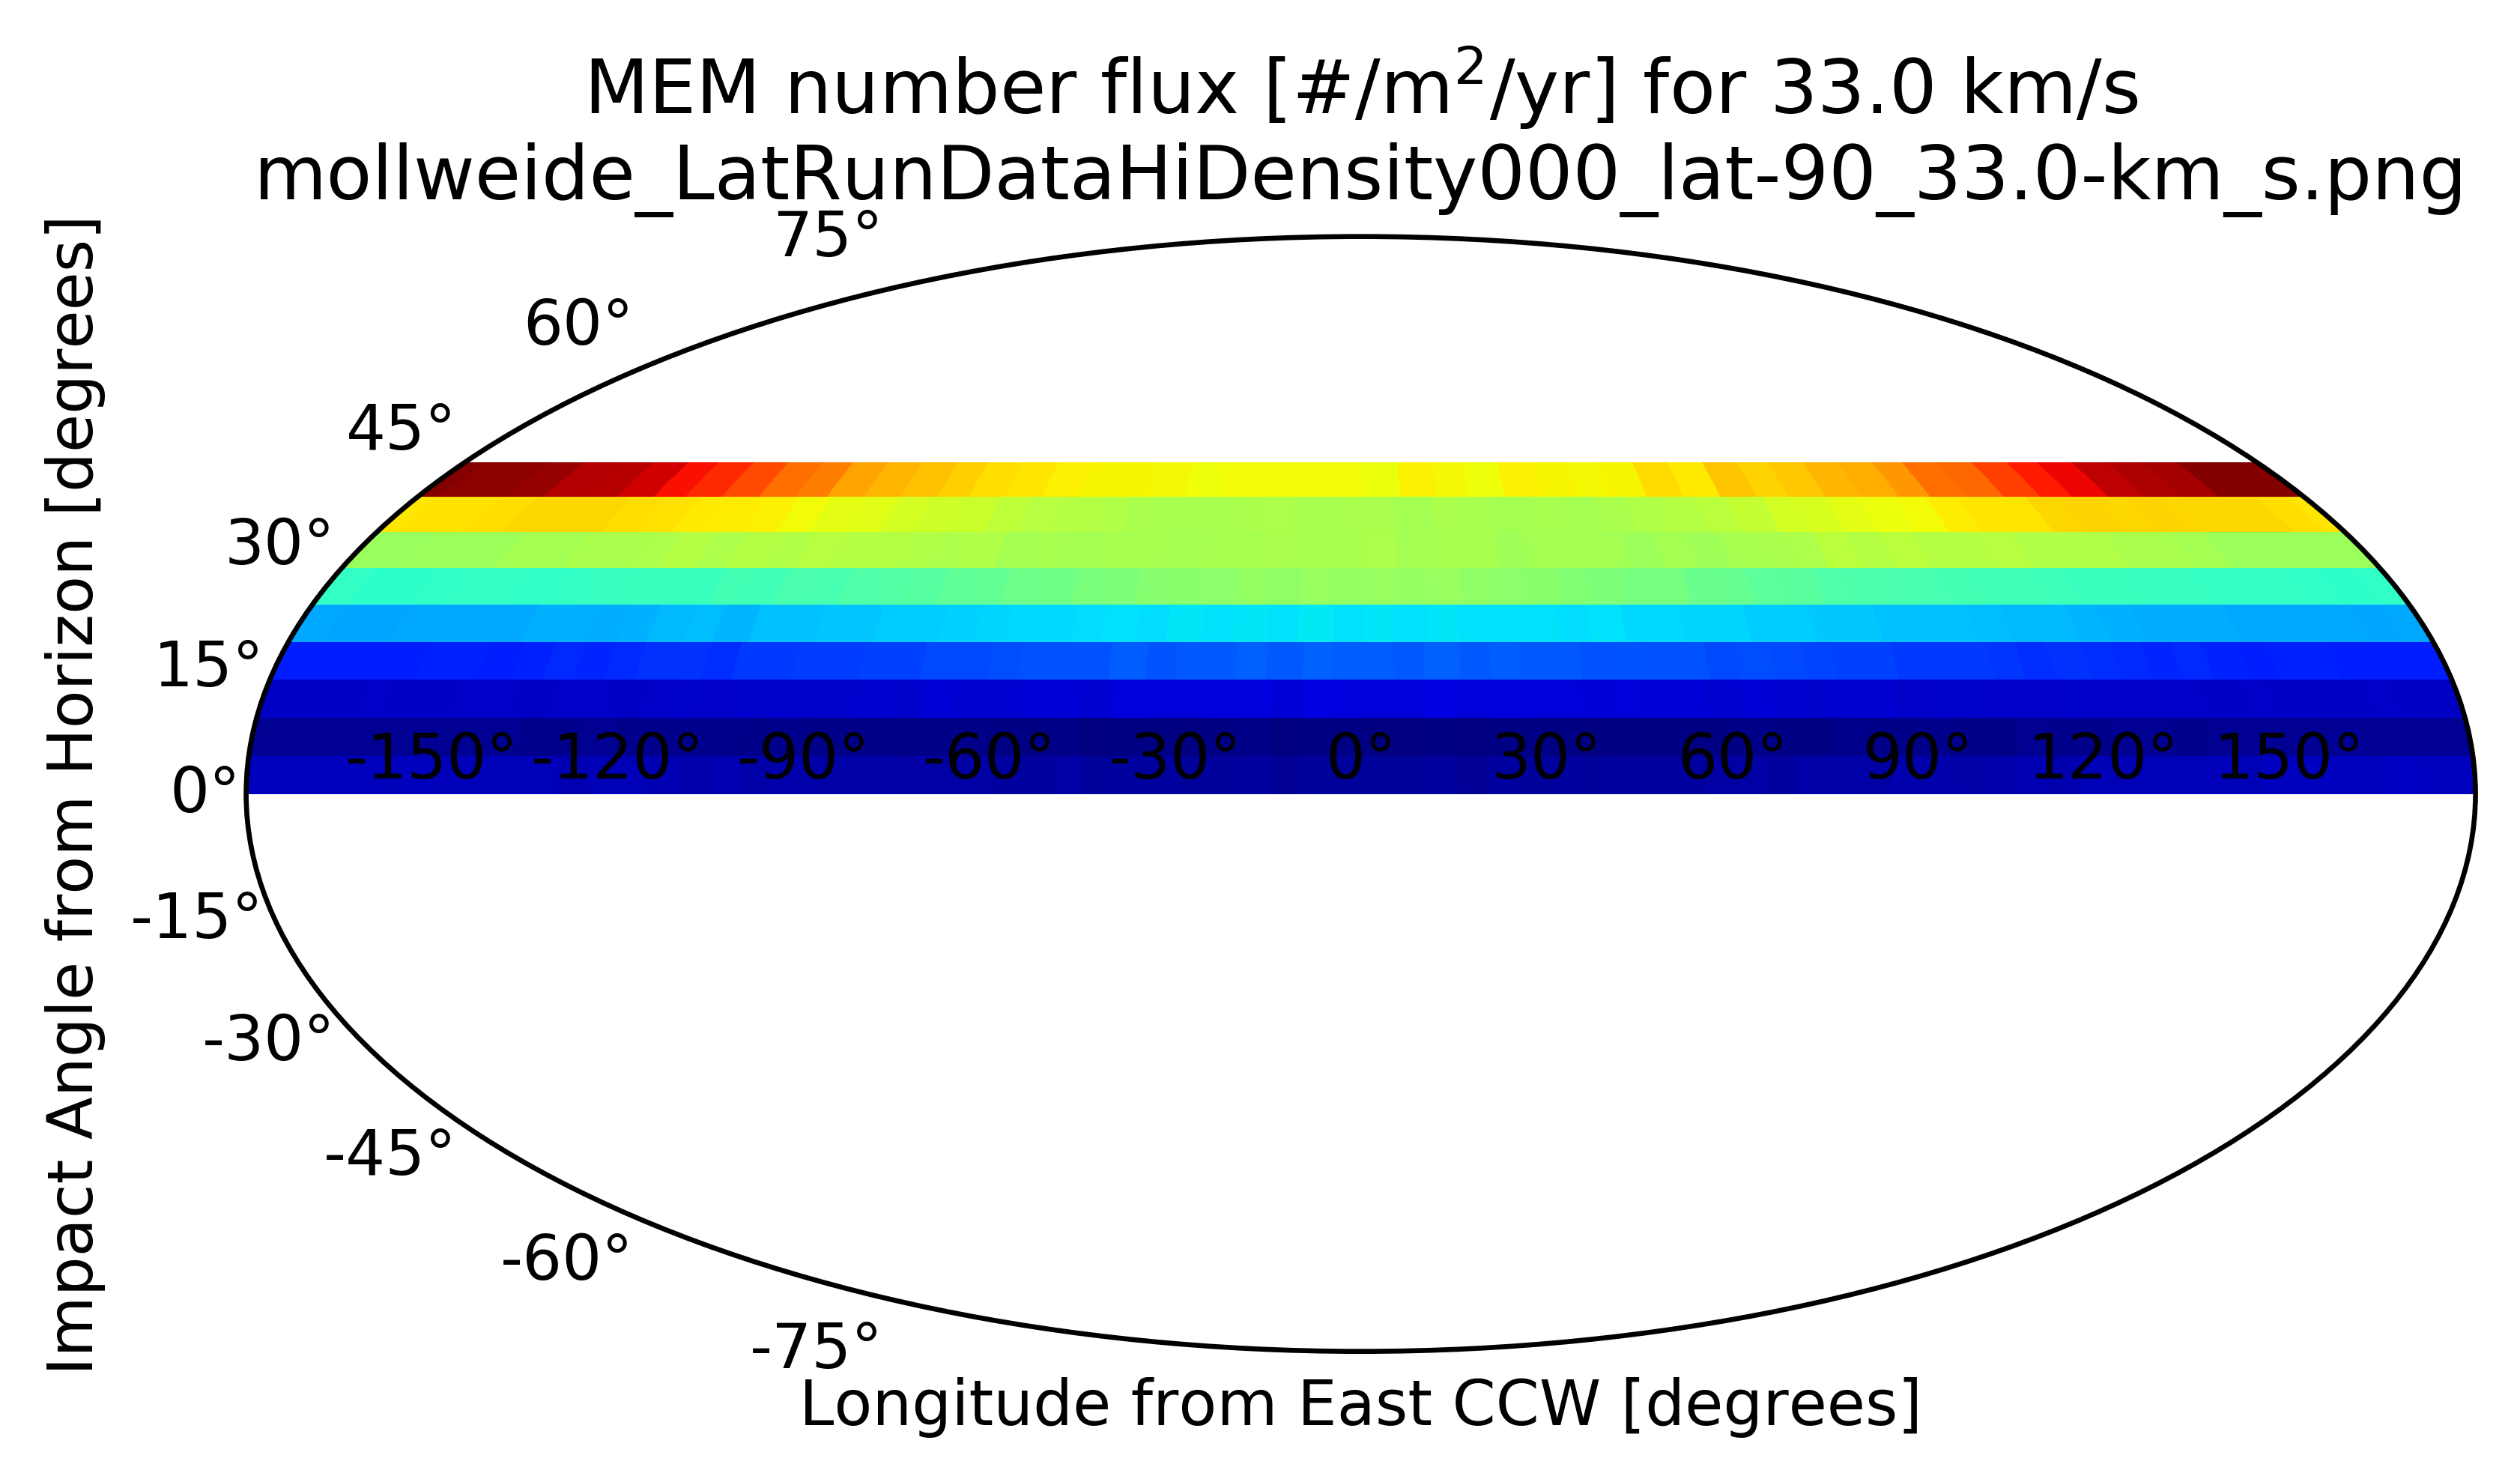 MEM number flux [#/m²/yr] for 33.0 km/s
mollweide_LatRunDataHiDensity000_lat-90_33.0-km_s.png
75°
60°
45°
30°
15°
0°
-15°
-30°
-45°
-60°
-75°
-150° -120° -90° -60° -30° 0° 30° 60° 90° 120° 150°
Impact Angle from Horizon [degrees]
Longitude from East CCW [degrees]